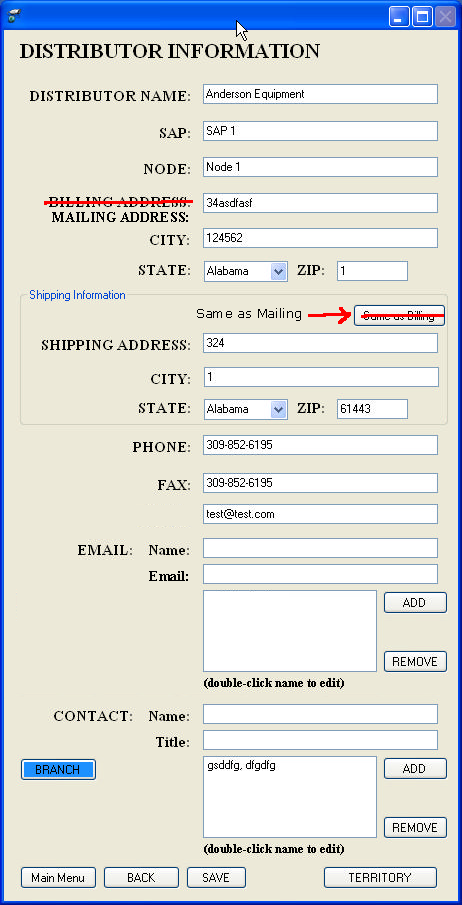 DISTRIBUTOR INFORMATION
DISTRIBUTOR NAME: Anderson Equipment
SAP: SAP 1
NODE: Node 1
BILLING ADDRESS: 34asdfasf
MAILING ADDRESS:
CITY: 124562
STATE: Alabama ZIP: 1
Shipping Information
Same as Mailing Same as Billing
SHIPPING ADDRESS: 324
CITY: 1
STATE: Alabama ZIP: 61443
PHONE: 309-852-6195
FAX: 309-852-6195
test@test.com
EMAIL: Name:
Email:
ADD
REMOVE
(double-click name to edit)
CONTACT: Name:
Title:
BRANCH gsddfg, dfgdfg ADD
REMOVE
(double-click name to edit)
Main Menu BACK SAVE TERRITORY